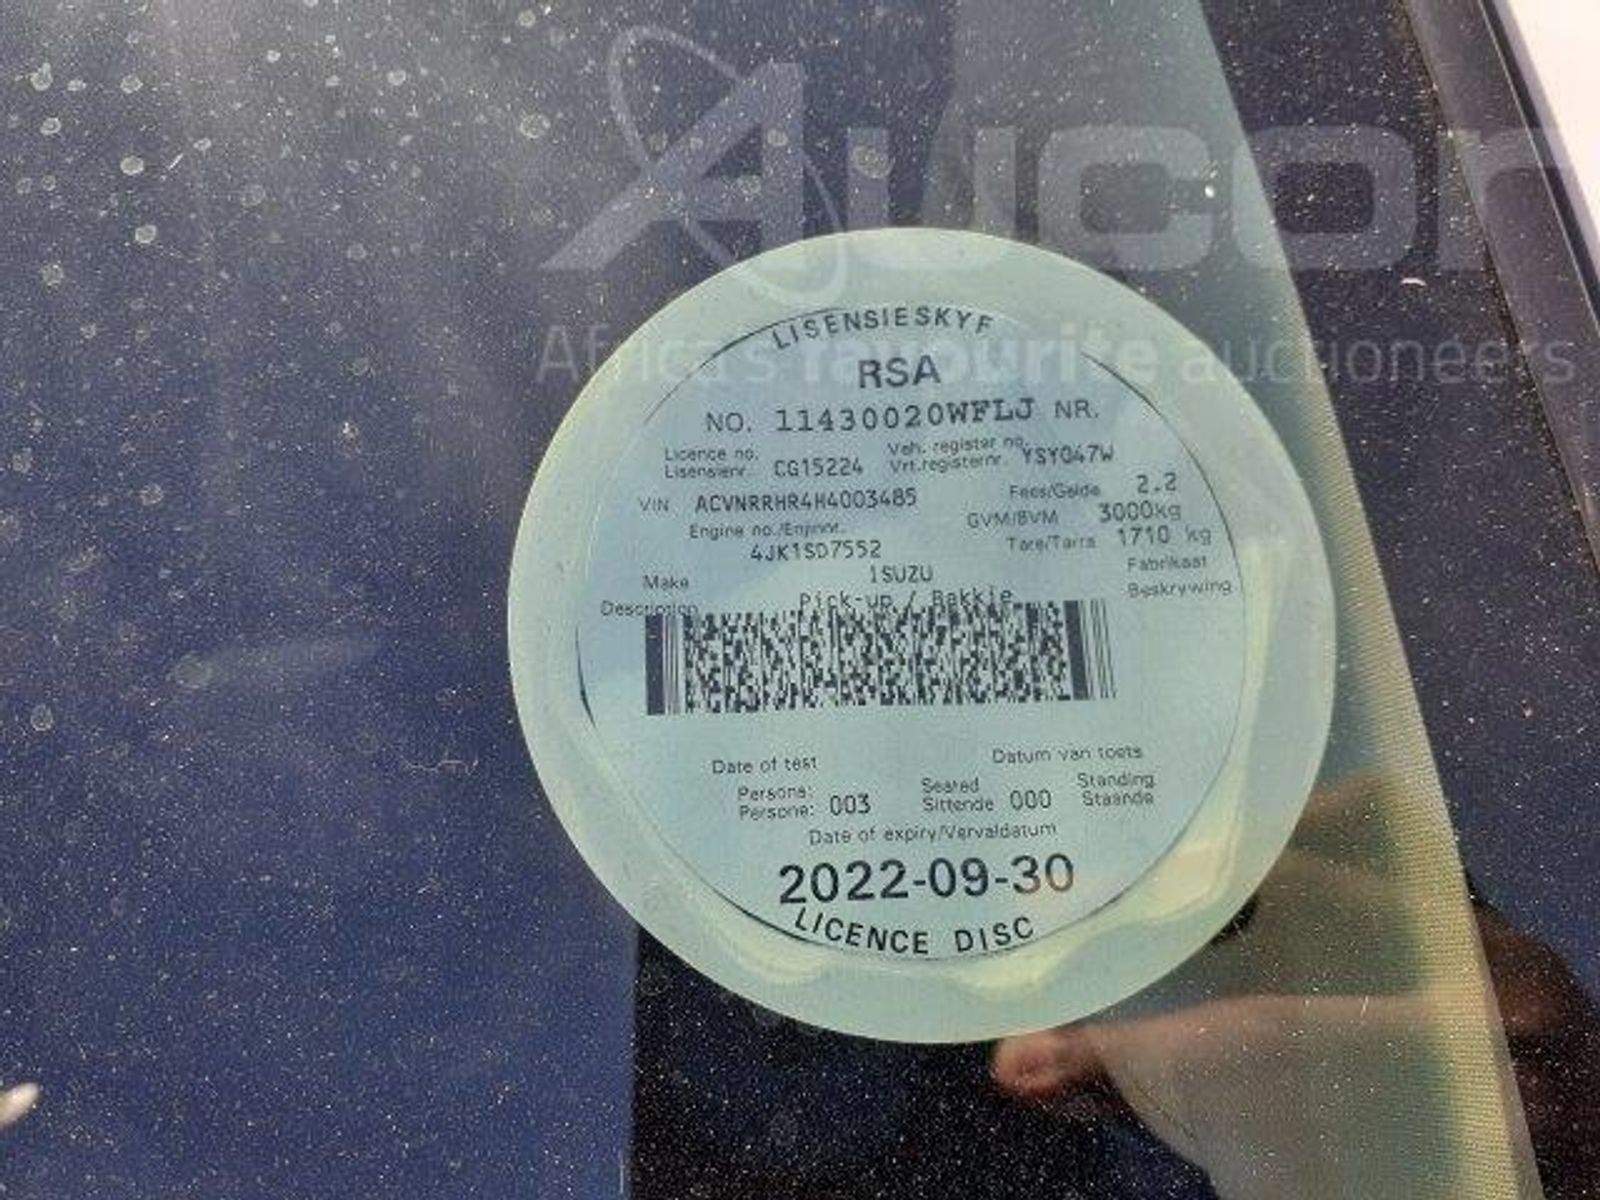 Aucor
Africa's favourite auctioneers
LISENSIESKYF
RSA
NO. 11430020WFLJ NR.
Licence no. Veh. register no.
Lisensienr. CG15224 Vrt.registernr. YSY047W
VIN ACVNRRHR4H4003485 Fees/Gelde 2.2
Engine no./Enjinnr. GVM/BVM 3000kg
4JK1SD7552 Tare/Tarra 1710 kg
Make ISUZU Fabrikaat
Description Pick-up / Bakkie Beskrywing
Date of test Datum van toets
Persons: Seated Standing
Persone: 003 Sittende 000 Staande
Date of expiry/Vervaldatum
2022-09-30
LICENCE DISC